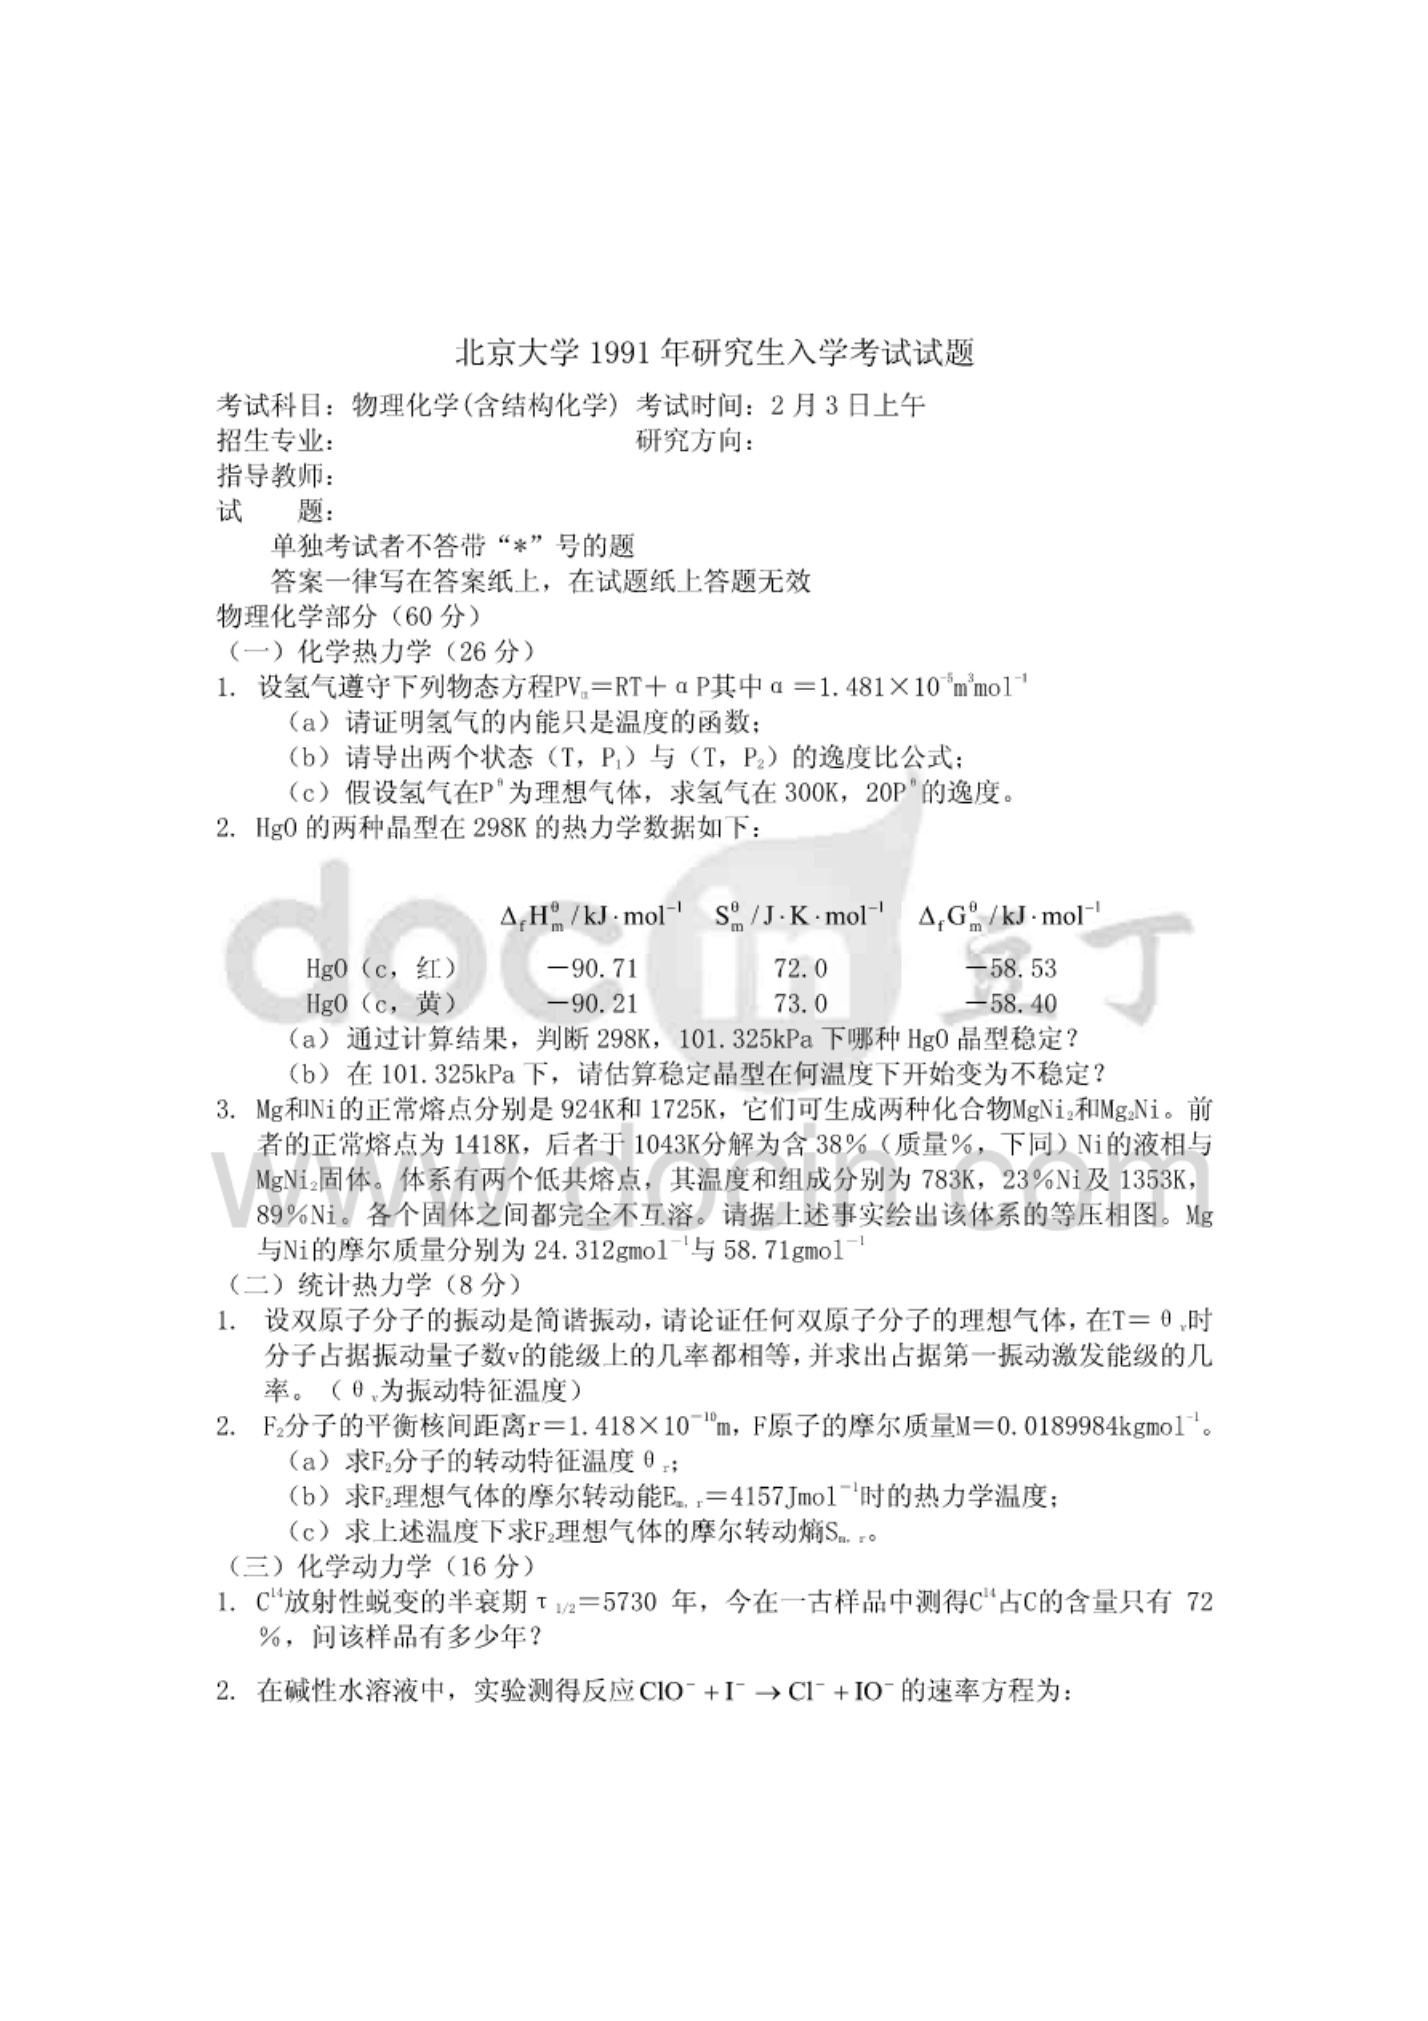 北京大学 1991 年研究生入学考试试题
考试科目：物理化学(含结构化学) 考试时间：2 月 3 日上午
招生专业： 研究方向：
指导教师：
试 题：
单独考试者不答带“*”号的题
答案一律写在答案纸上，在试题纸上答题无效
物理化学部分（60 分）
（一）化学热力学（26 分）
1. 设氢气遵守下列物态方程PVₘ＝RT＋αP其中α＝1.481×10⁻⁵m³mol⁻¹
（a）请证明氢气的内能只是温度的函数；
（b）请导出两个状态（T，P₁）与（T，P₂）的逸度比公式；
（c）假设氢气在P^θ为理想气体，求氢气在 300K，20P^θ的逸度。
2. HgO 的两种晶型在 298K 的热力学数据如下：
Δ_fH_m^θ /kJ·mol⁻¹ S_m^θ /J·K·mol⁻¹ Δ_fG_m^θ /kJ·mol⁻¹
HgO（c，红） －90.71 72.0 －58.53
HgO（c，黄） －90.21 73.0 －58.40
（a）通过计算结果，判断 298K，101.325kPa 下哪种 HgO 晶型稳定？
（b）在 101.325kPa 下，请估算稳定晶型在何温度下开始变为不稳定？
3. Mg和Ni的正常熔点分别是 924K和 1725K，它们可生成两种化合物MgNi₂和Mg₂Ni。前
者的正常熔点为 1418K，后者于 1043K分解为含 38％（质量％，下同）Ni的液相与
MgNi₂固体。体系有两个低共熔点，其温度和组成分别为 783K，23％Ni及 1353K，
89％Ni。各个固体之间都完全不互溶。请据上述事实绘出该体系的等压相图。Mg
与Ni的摩尔质量分别为 24.312gmol⁻¹与 58.71gmol⁻¹
（二）统计热力学（8 分）
1. 设双原子分子的振动是简谐振动，请论证任何双原子分子的理想气体，在T＝θᵥ时
分子占据振动量子数v的能级上的几率都相等，并求出占据第一振动激发能级的几
率。（θᵥ为振动特征温度）
2. F₂分子的平衡核间距离r＝1.418×10⁻¹⁰m，F原子的摩尔质量M＝0.0189984kgmol⁻¹。
（a）求F₂分子的转动特征温度θᵣ；
（b）求F₂理想气体的摩尔转动能Eₘ,ᵣ＝4157Jmol⁻¹时的热力学温度；
（c）求上述温度下求F₂理想气体的摩尔转动熵Sₘ,ᵣ。
（三）化学动力学（16 分）
1. C¹⁴放射性蜕变的半衰期τ₁/₂＝5730 年，今在一古样品中测得C¹⁴占C的含量只有 72
％，问该样品有多少年？
2. 在碱性水溶液中，实验测得反应ClO⁻＋I⁻→Cl⁻＋IO⁻的速率方程为：
docin 豆丁
www.docin.com